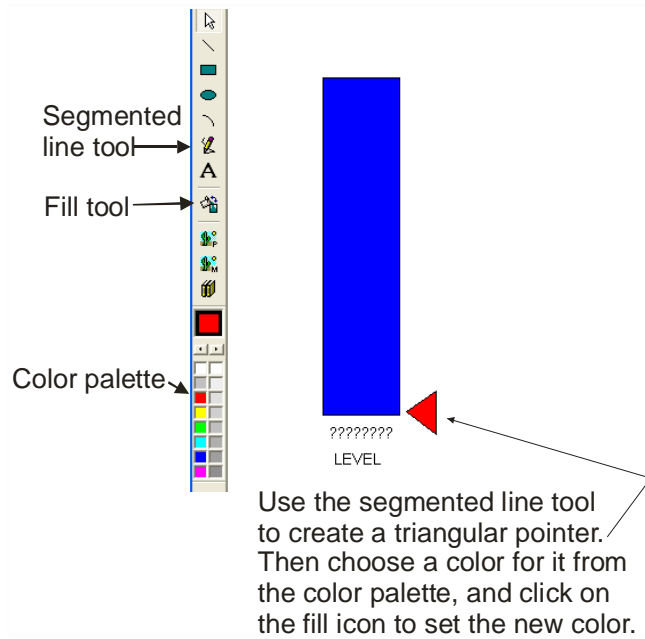 Segmented
line tool
A
Fill tool
P
M
Color palette
????????
LEVEL
Use the segmented line tool
to create a triangular pointer.
Then choose a color for it from
the color palette, and click on
the fill icon to set the new color.